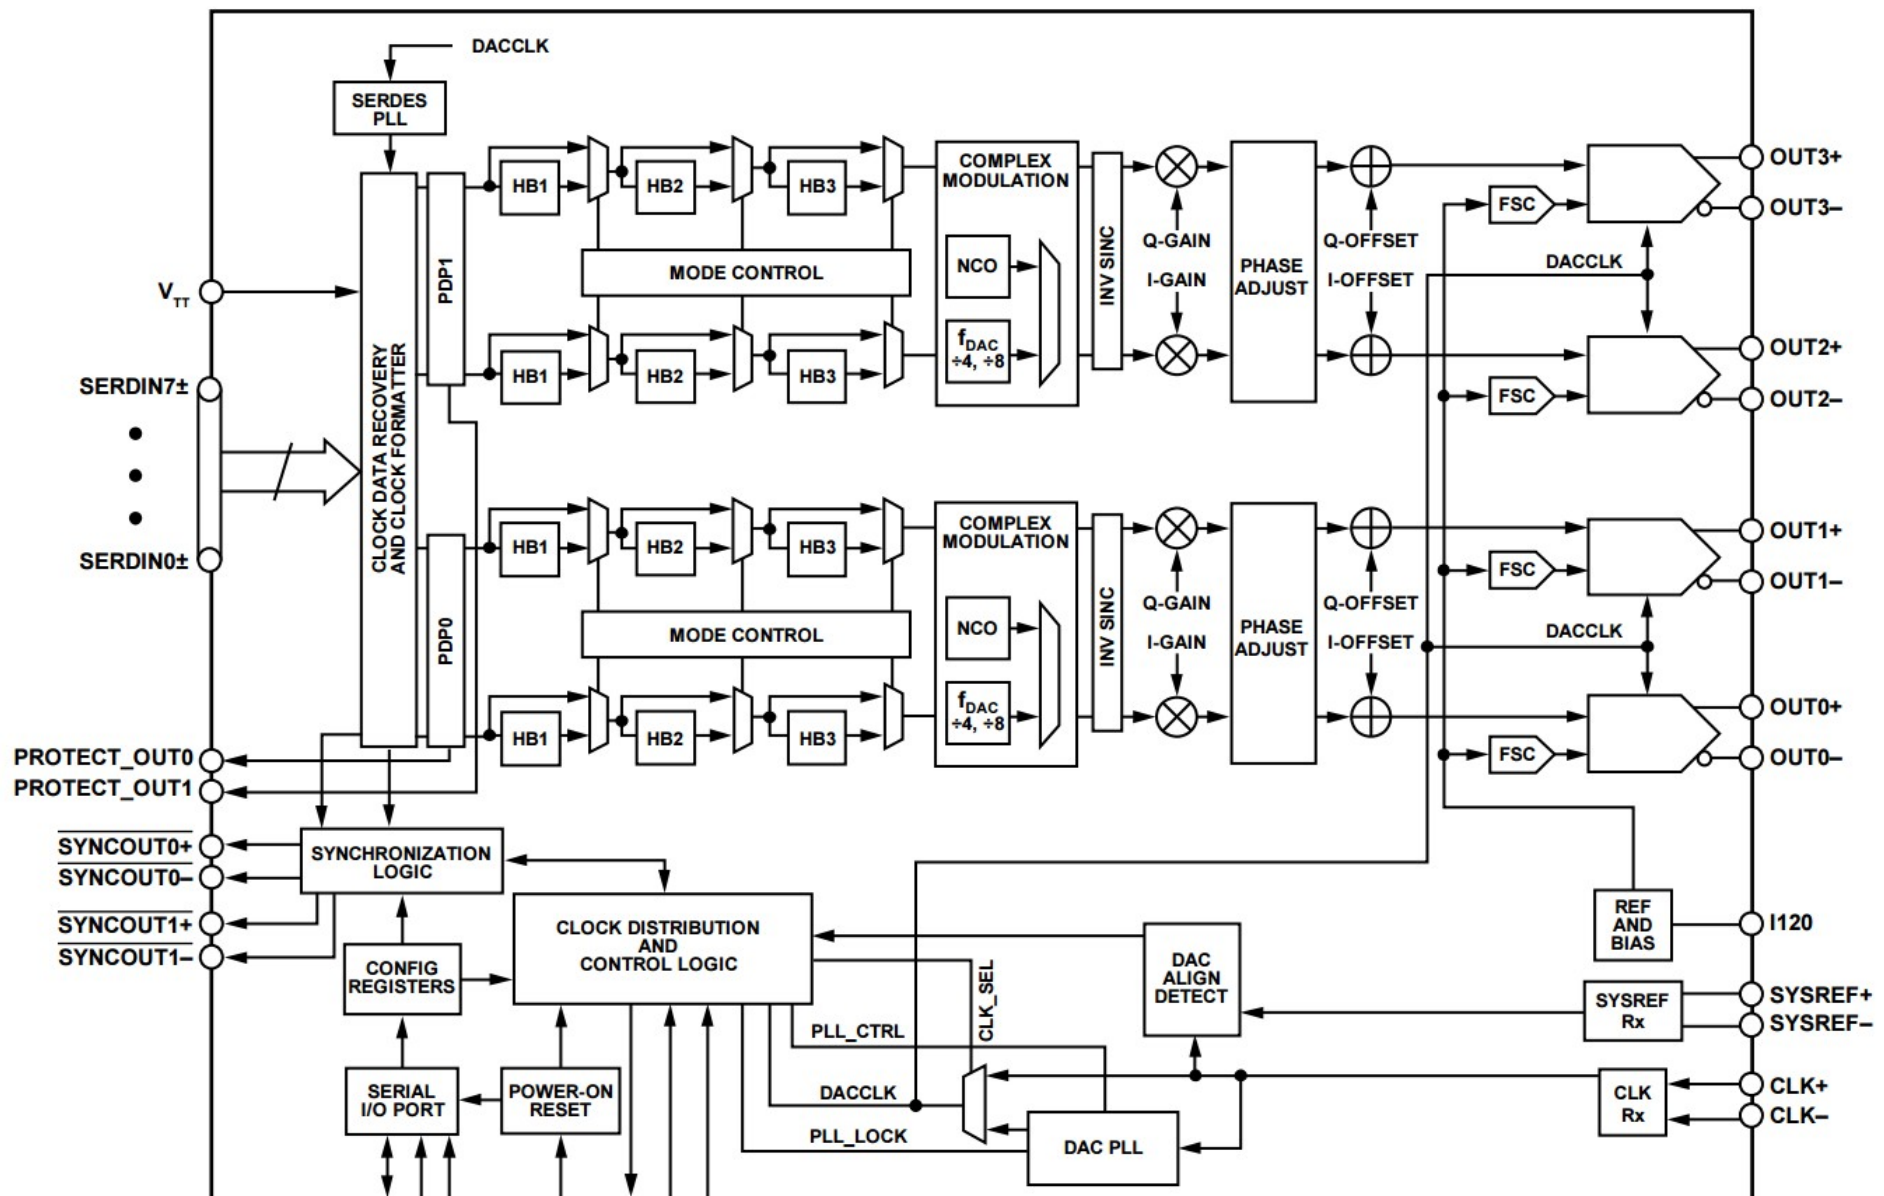 DACCLK
SERDES
PLL
COMPLEX
MODULATION
HB1
HB2
HB3
OUT3+
FSC
OUT3–
Q-GAIN
Q-OFFSET
PDP1
MODE CONTROL
NCO
INV SINC
PHASE
ADJUST
DACCLK
I-GAIN
I-OFFSET
VTT
CLOCK DATA RECOVERY
AND CLOCK FORMATTER
fDAC
÷4, ÷8
OUT2+
HB1
HB2
HB3
FSC
OUT2–
SERDIN7±
SERDIN0±
COMPLEX
MODULATION
HB1
HB2
HB3
OUT1+
FSC
OUT1–
Q-GAIN
Q-OFFSET
PDP0
MODE CONTROL
NCO
INV SINC
PHASE
ADJUST
DACCLK
I-GAIN
I-OFFSET
fDAC
÷4, ÷8
OUT0+
HB1
HB2
HB3
FSC
OUT0–
PROTECT_OUT0
PROTECT_OUT1
SYNCOUT0+
SYNCOUT0–
SYNCHRONIZATION
LOGIC
SYNCOUT1+
SYNCOUT1–
CLOCK DISTRIBUTION
AND
CONTROL LOGIC
REF
AND
BIAS
I120
CONFIG
REGISTERS
CLK_SEL
DAC
ALIGN
DETECT
SYSREF
Rx
SYSREF+
SYSREF–
PLL_CTRL
SERIAL
I/O PORT
POWER-ON
RESET
DACCLK
CLK
Rx
CLK+
CLK–
PLL_LOCK
DAC PLL